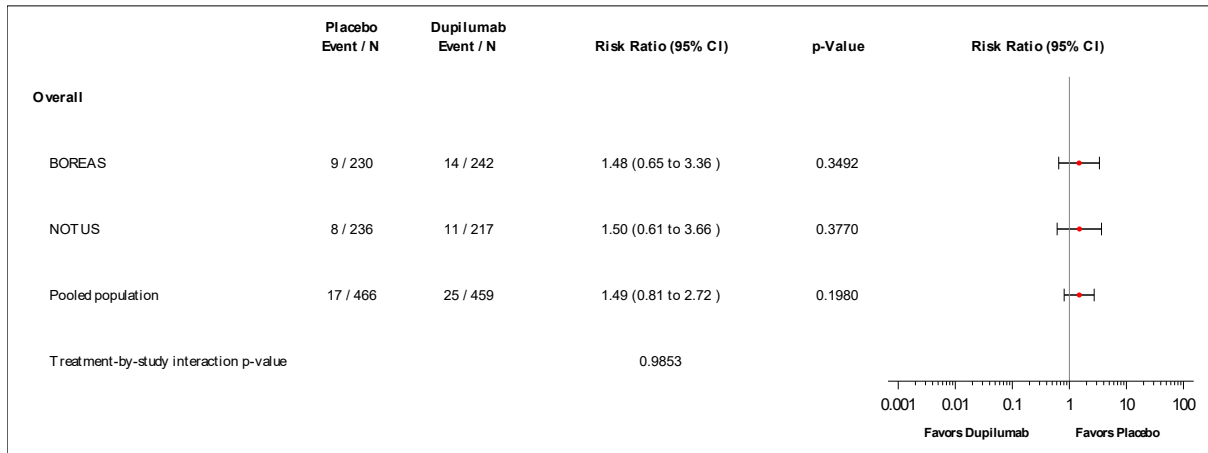 Placebo Dupilumab
Event / N Event / N Risk Ratio (95% CI) p-Value Risk Ratio (95% CI)
Overall
BOREAS 9 / 230 14 / 242 1.48 (0.65 to 3.36 ) 0.3492
NOTUS 8 / 236 11 / 217 1.50 (0.61 to 3.66 ) 0.3770
Pooled population 17 / 466 25 / 459 1.49 (0.81 to 2.72 ) 0.1980
Treatment-by-study interaction p-value 0.9853
0.001 0.01 0.1 1 10 100
Favors Dupilumab Favors Placebo